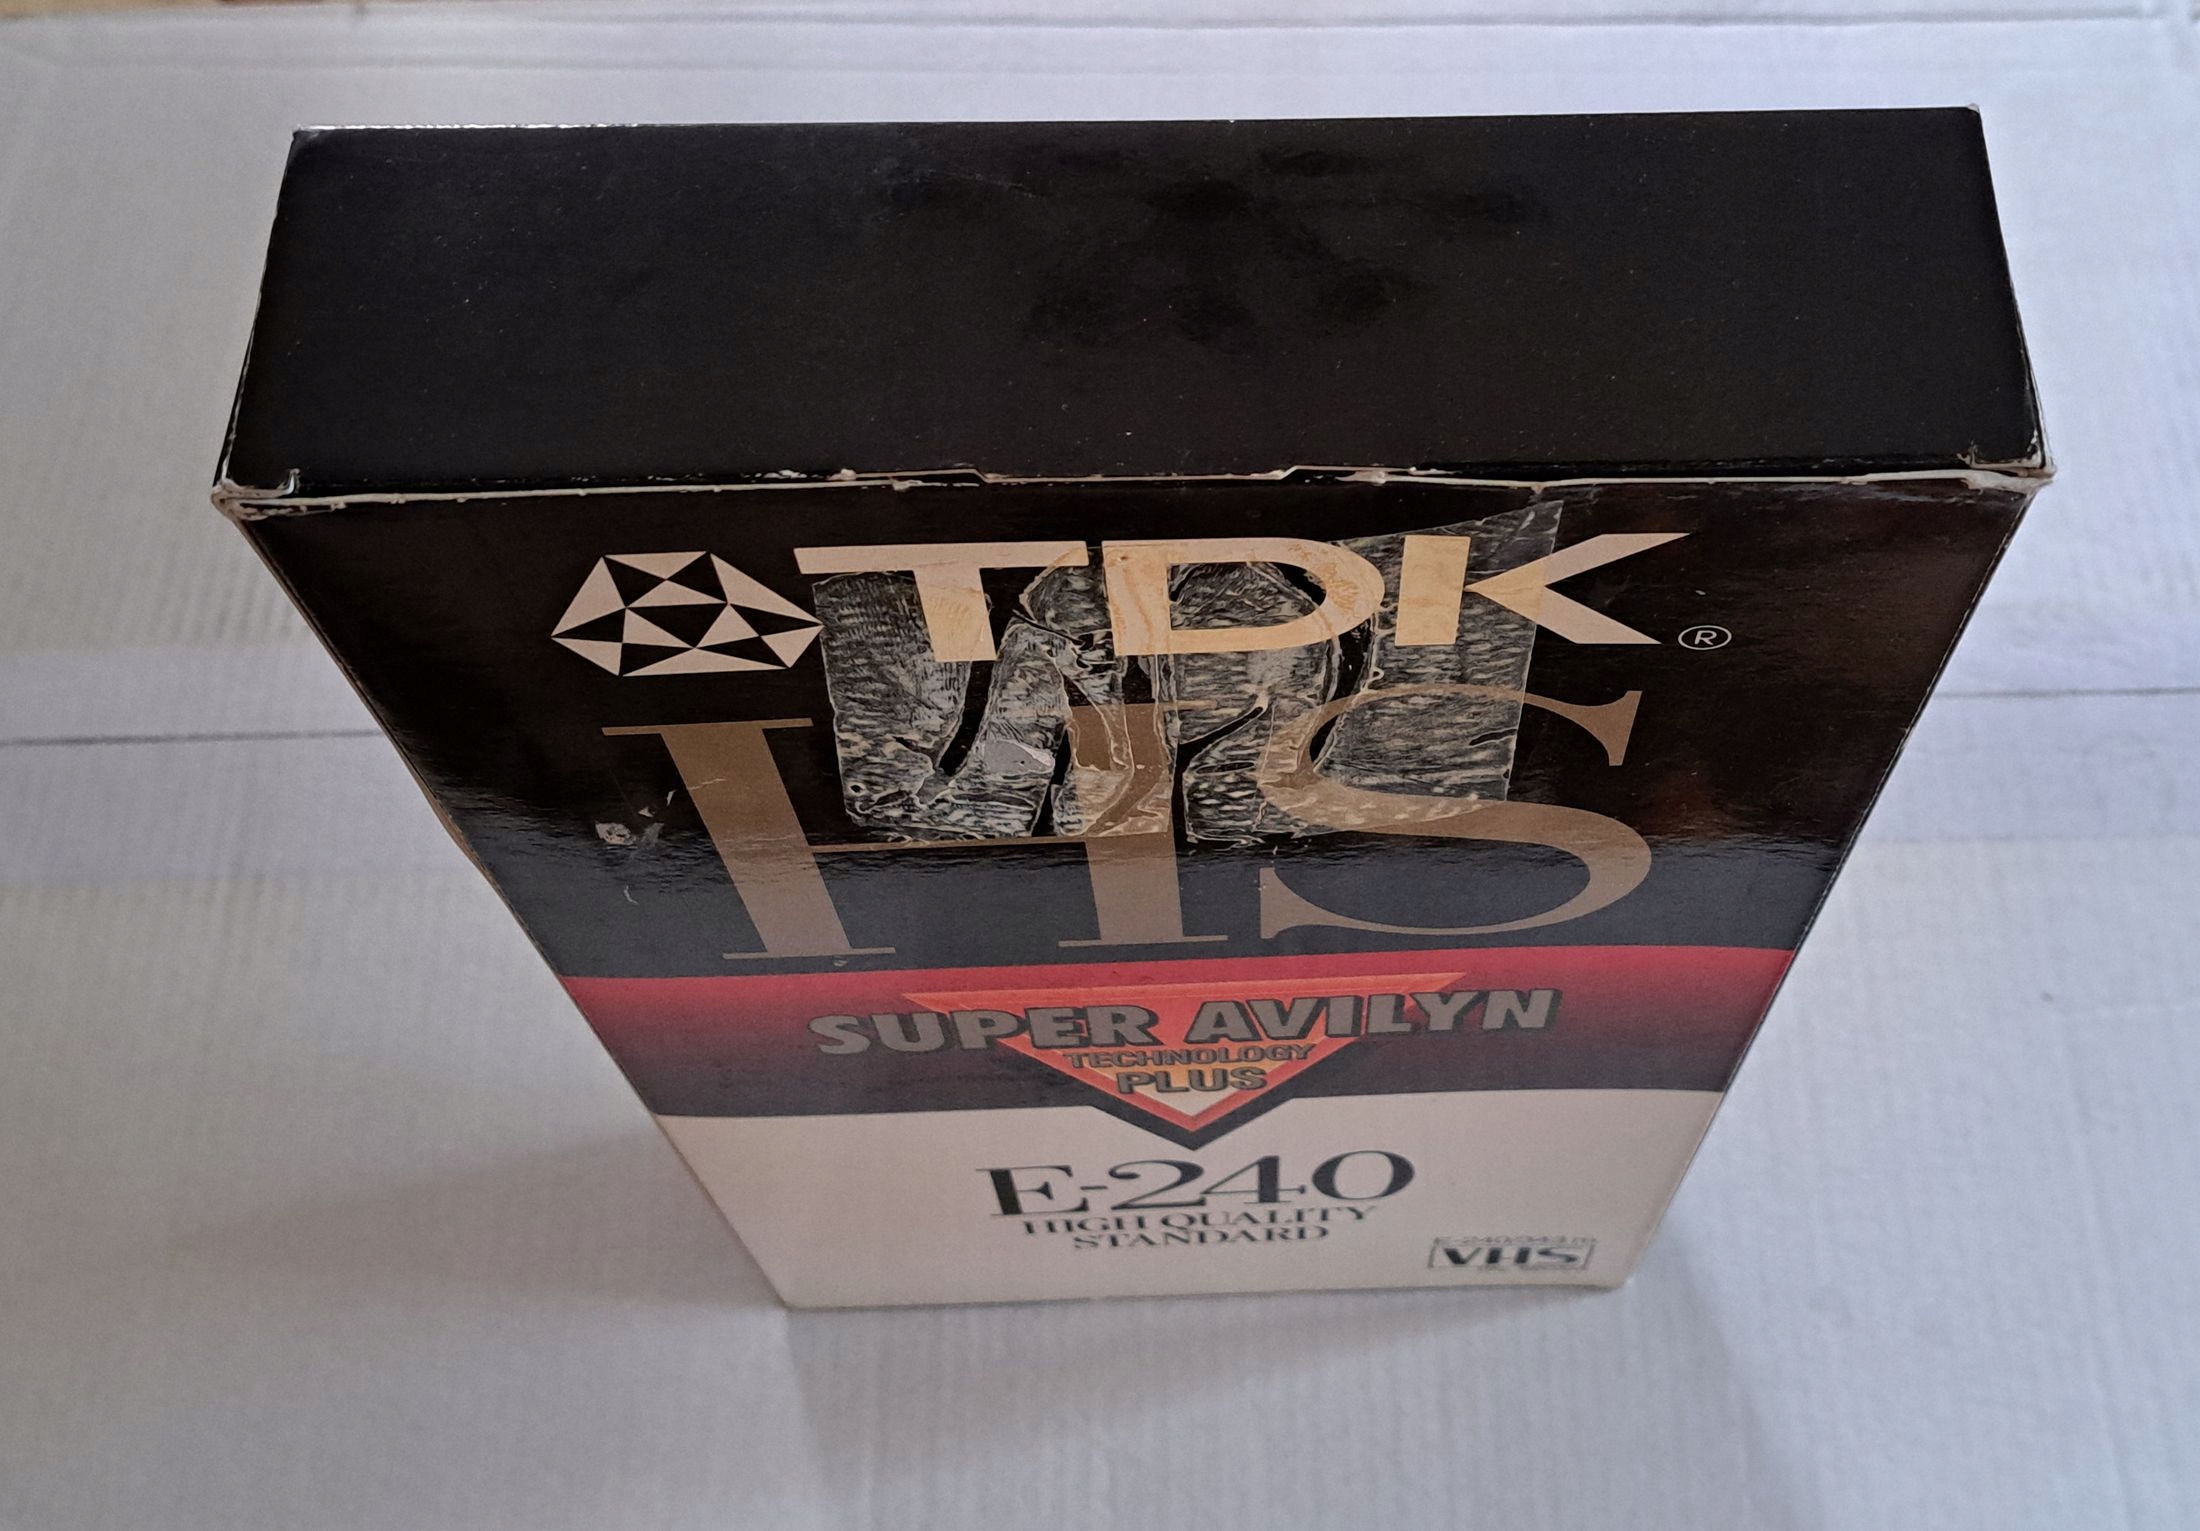 TDK®
HS
SUPER AVILYN
TECHNOLOGY
PLUS
E-240
HIGH QUALITY
STANDARD
VHS